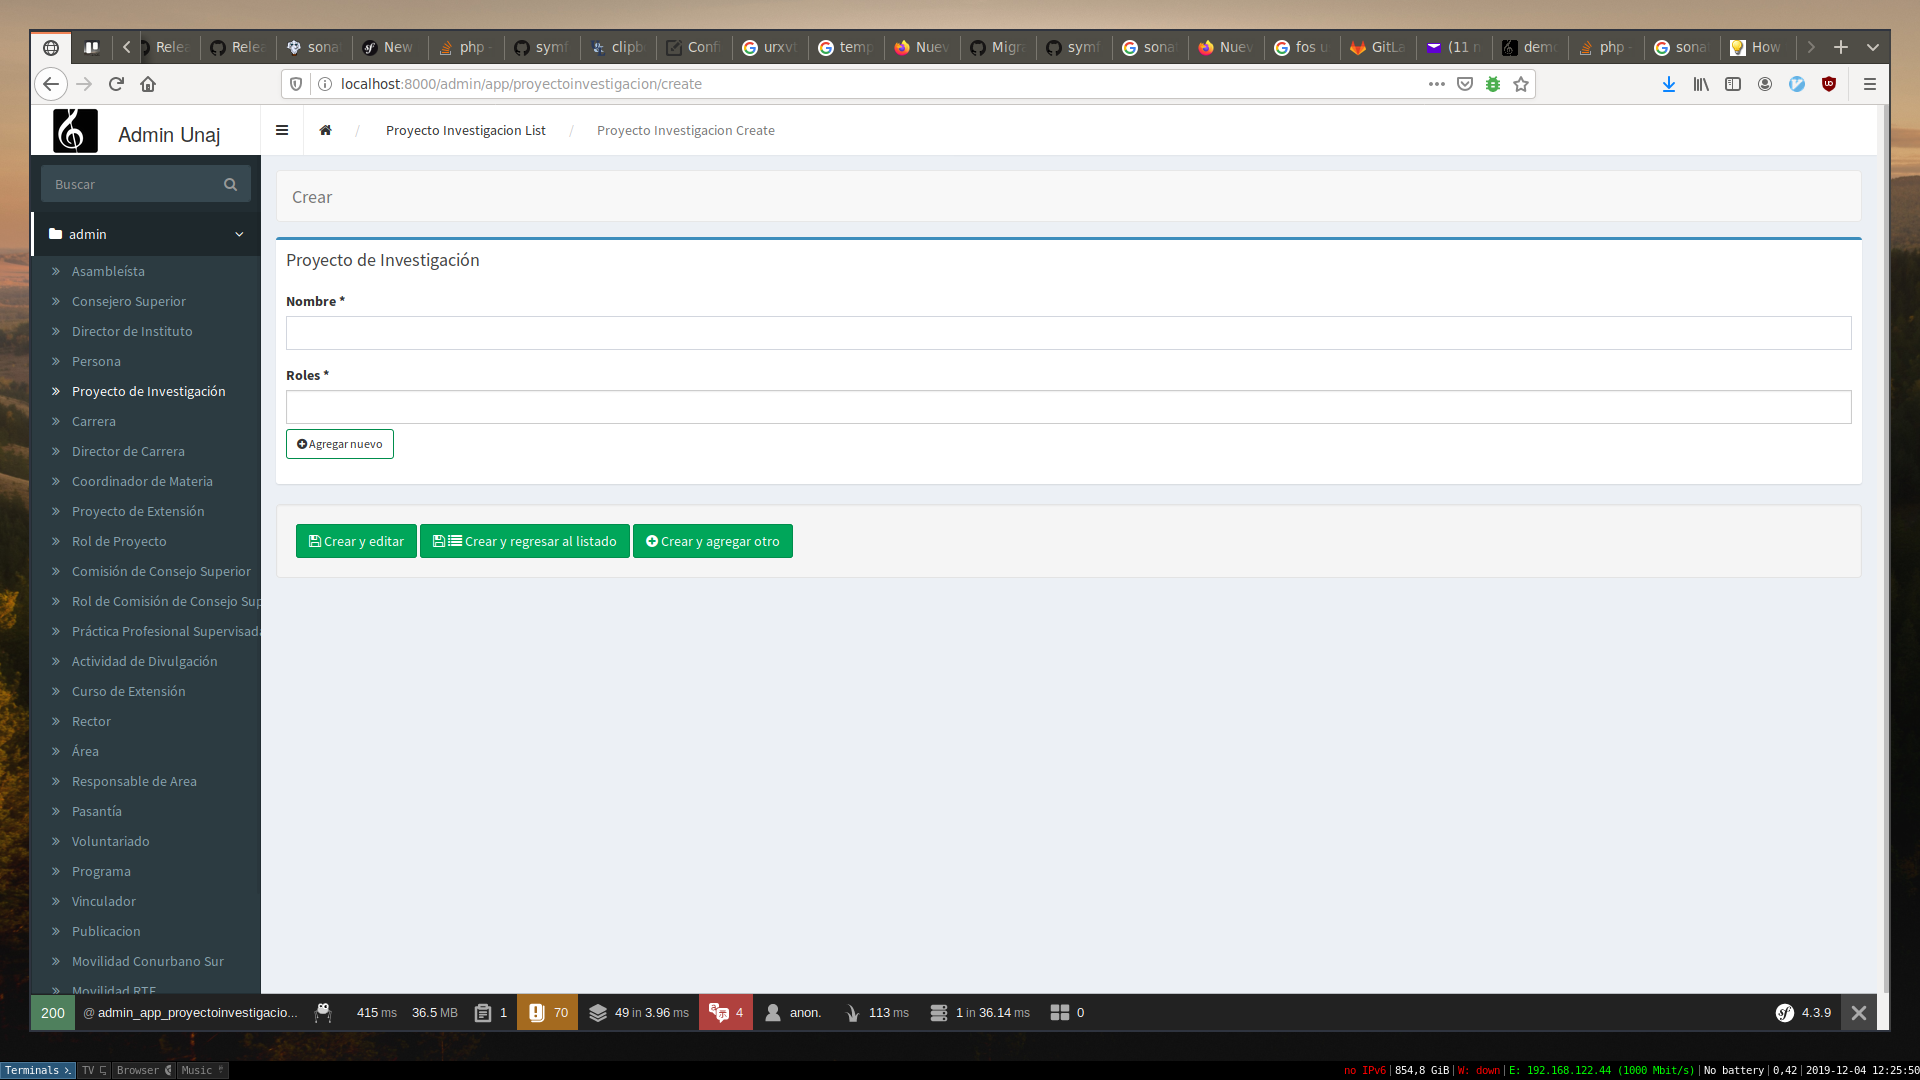 Relea
Relea
sona
New
php -
symf
clipb
Confi
urxvt
temp
Nuev
Migra
symf
sona
Nuev
fos u
GitLa
(11 n
demo
php -
sona
How
localhost:8000/admin/app/proyectoinvestigacion/create
Admin Unaj
/ Proyecto Investigacion List / Proyecto Investigacion Create
Buscar
admin
Asambleísta
Consejero Superior
Director de Instituto
Persona
Proyecto de Investigación
Carrera
Director de Carrera
Coordinador de Materia
Proyecto de Extensión
Rol de Proyecto
Comisión de Consejo Superior
Rol de Comisión de Consejo Sup
Práctica Profesional Supervisada
Actividad de Divulgación
Curso de Extensión
Rector
Área
Responsable de Area
Pasantía
Voluntariado
Programa
Vinculador
Publicacion
Movilidad Conurbano Sur
Movilidad RTF
Crear
Proyecto de Investigación
Nombre *
Roles *
Agregar nuevo
Crear y editar
Crear y regresar al listado
Crear y agregar otro
200 @ admin_app_proyectoinvestigacio... 415 ms 36.5 MB 1 70 49 in 3.96 ms 4 anon. 113 ms 1 in 36.14 ms 0 4.3.9
Terminals TV Browser Music no IPv6|854,8 GiB|W: down|E: 192.168.122.44 (1000 Mbit/s)|No battery|0,42|2019-12-04 12:25:50